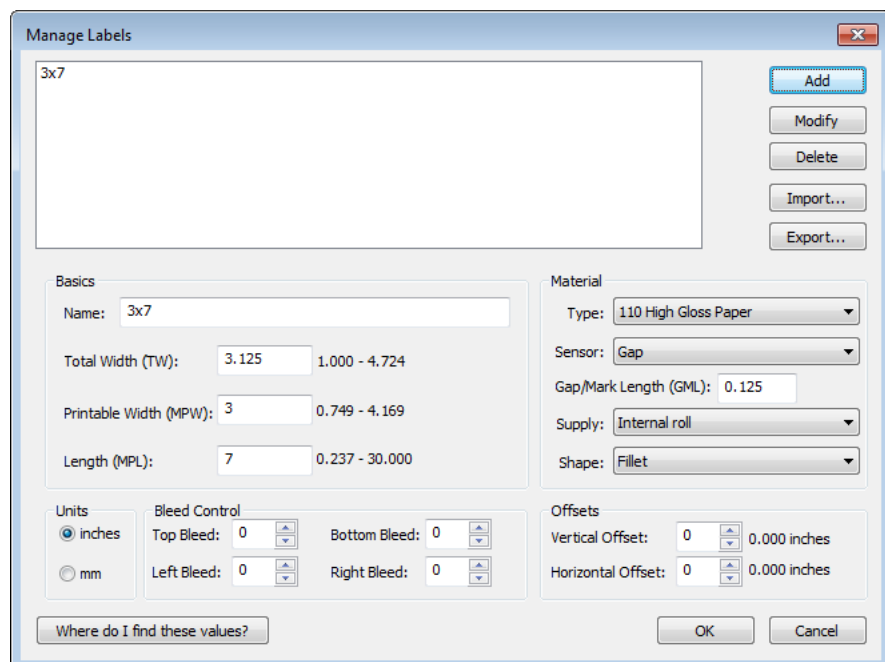 Manage Labels
3x7
Add
Modify
Delete
Import...
Export...
Basics
Name: 3x7
Total Width (TW): 3.125 1.000 - 4.724
Printable Width (MPW): 3 0.749 - 4.169
Length (MPL): 7 0.237 - 30.000
Material
Type: 110 High Gloss Paper
Sensor: Gap
Gap/Mark Length (GML): 0.125
Supply: Internal roll
Shape: Fillet
Units
inches
mm
Bleed Control
Top Bleed: 0 Bottom Bleed: 0
Left Bleed: 0 Right Bleed: 0
Offsets
Vertical Offset: 0 0.000 inches
Horizontal Offset: 0 0.000 inches
Where do I find these values?
OK
Cancel